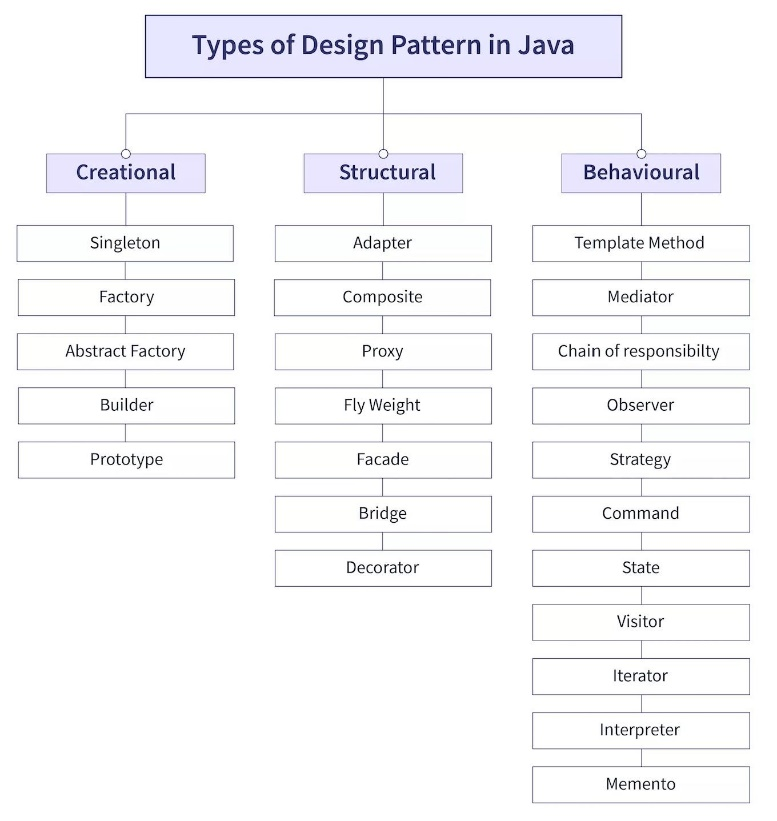 Types of Design Pattern in Java
Creational
Structural
Behavioural
Singleton
Factory
Abstract Factory
Builder
Prototype
Adapter
Composite
Proxy
Fly Weight
Facade
Bridge
Decorator
Template Method
Mediator
Chain of responsibilty
Observer
Strategy
Command
State
Visitor
Iterator
Interpreter
Memento